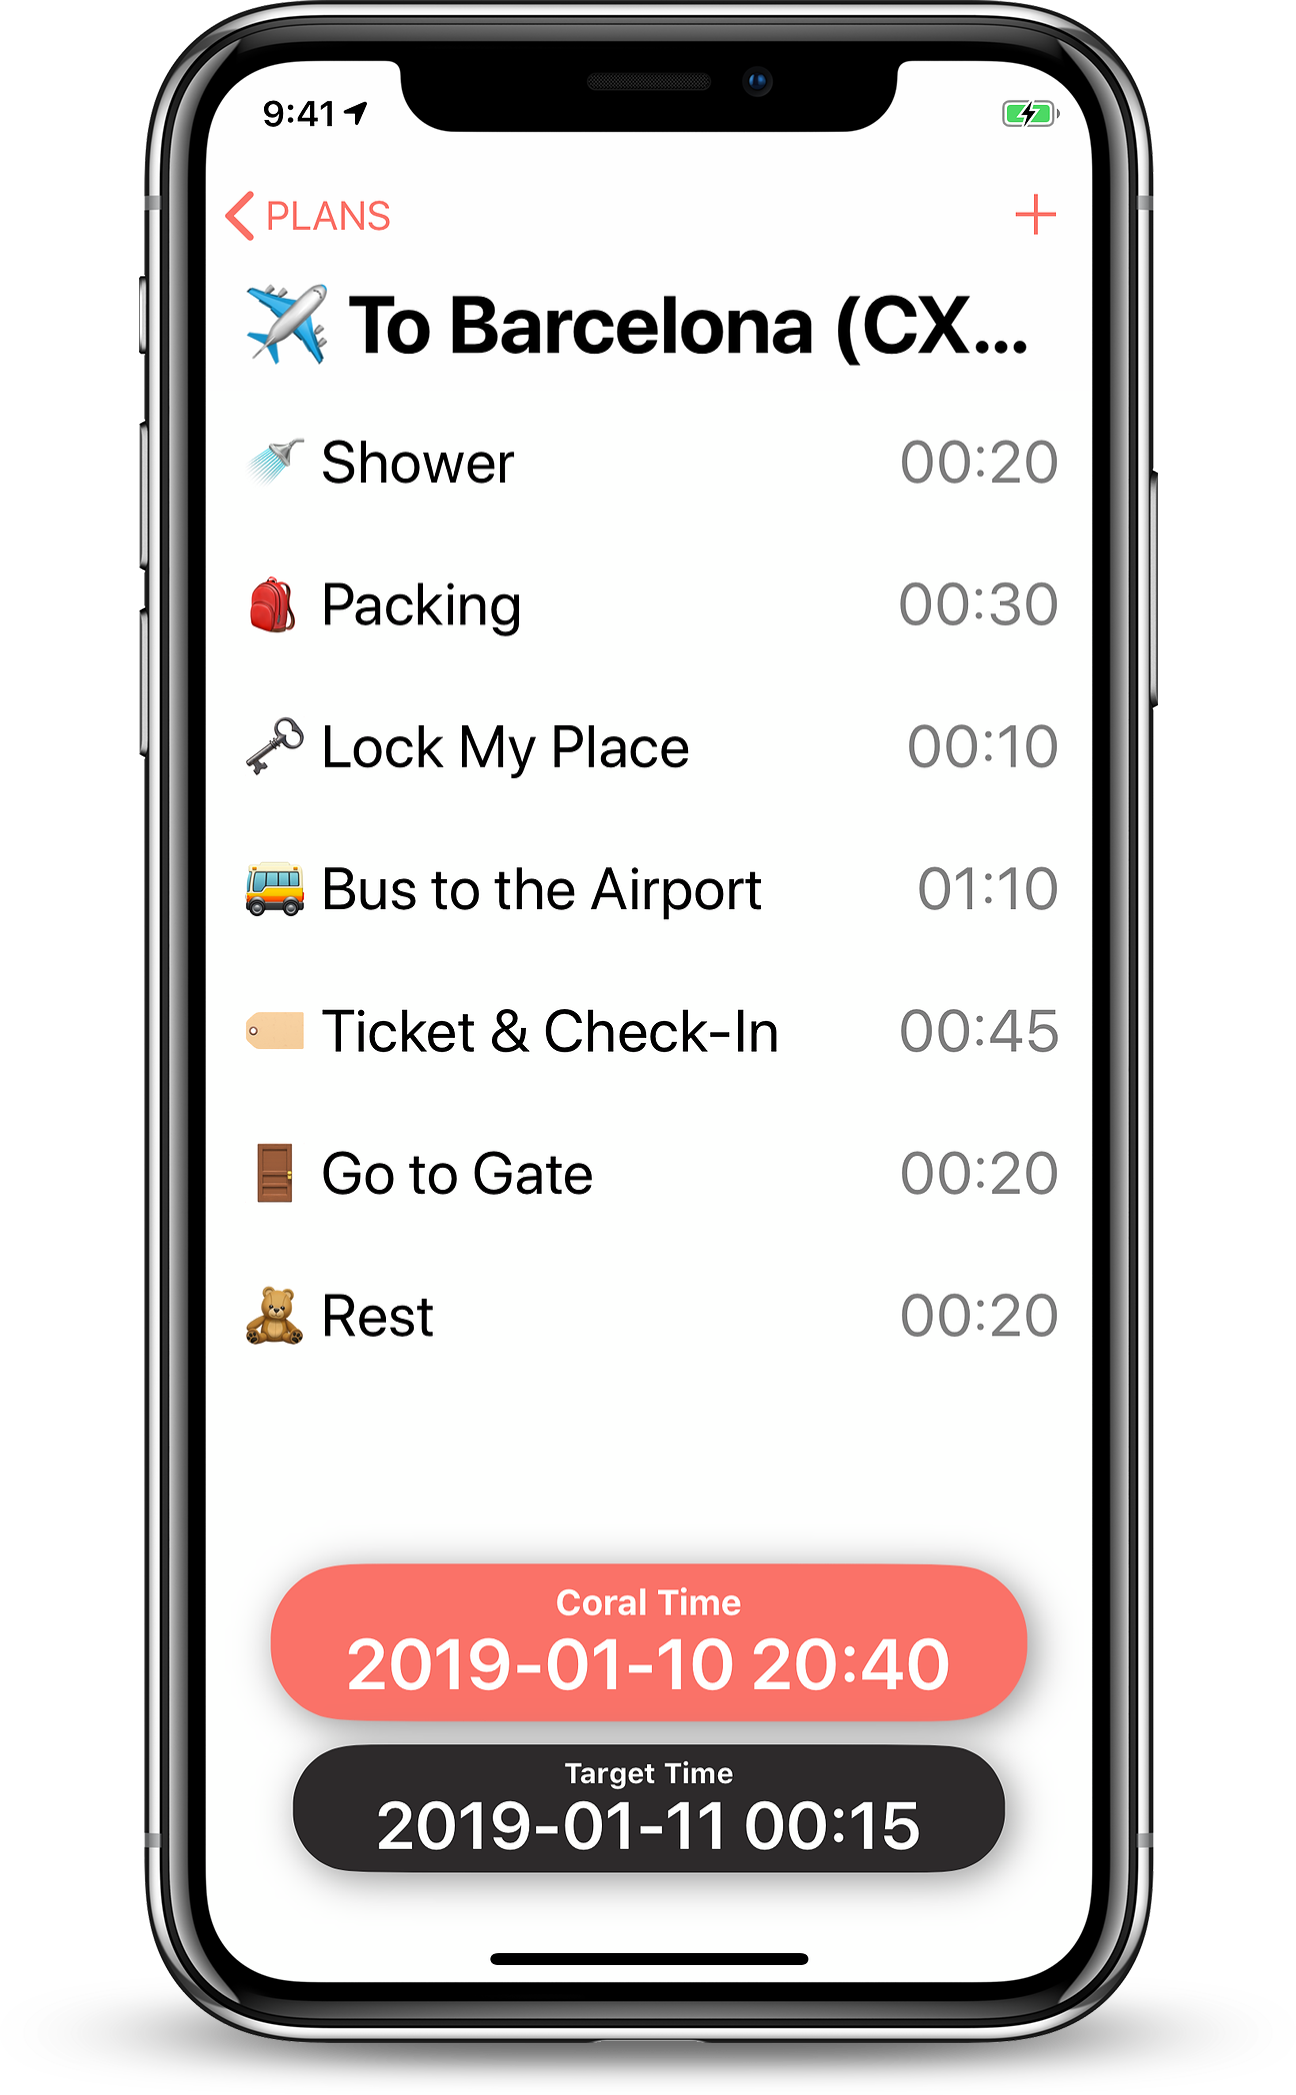 9:41
PLANS
To Barcelona (CX...
Shower 00:20
Packing 00:30
Lock My Place 00:10
Bus to the Airport 01:10
Ticket & Check-In 00:45
Go to Gate 00:20
Rest 00:20
Coral Time
2019-01-10 20:40
Target Time
2019-01-11 00:15